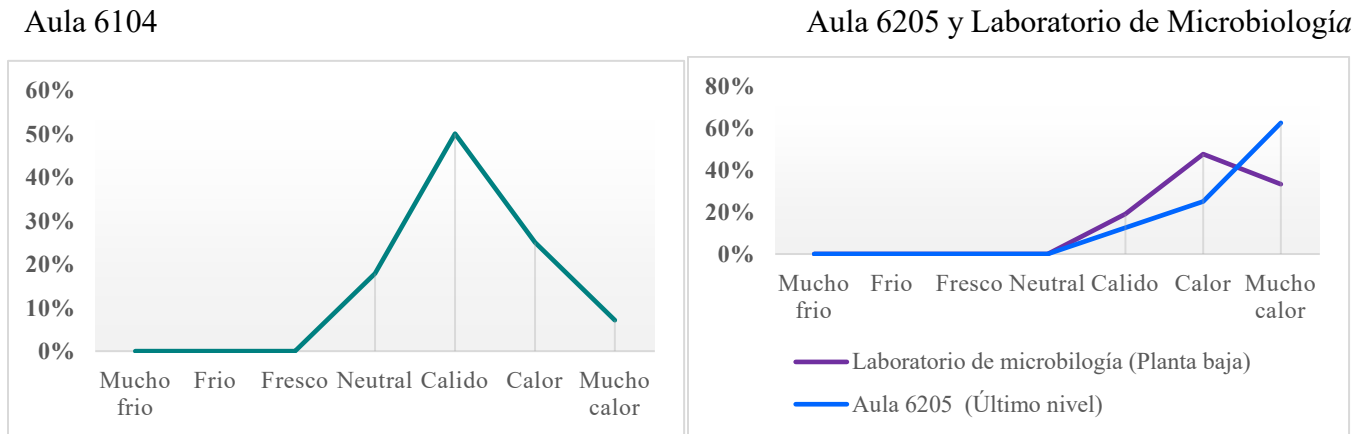 Aula 6104
Aula 6205 y Laboratorio de Microbiología
60%
50%
40%
30%
20%
10%
0%
Mucho frio Frio Fresco Neutral Calido Calor Mucho calor
80%
60%
40%
20%
0%
Mucho frio Frio Fresco Neutral Calido Calor Mucho calor
Laboratorio de microbilogía (Planta baja)
Aula 6205 (Último nivel)